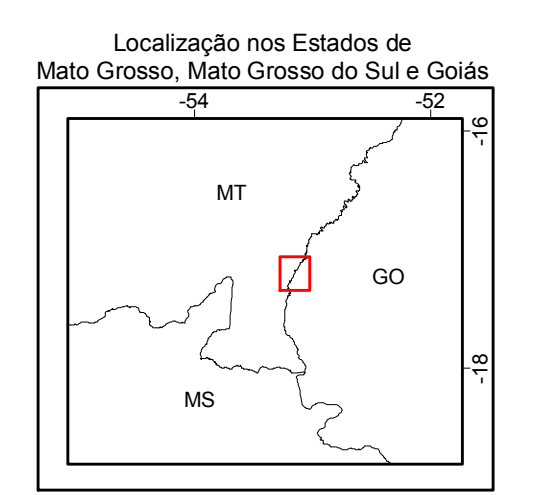 Localização nos Estados de
Mato Grosso, Mato Grosso do Sul e Goiás
-54
-52
-16
MT
GO
-18
MS